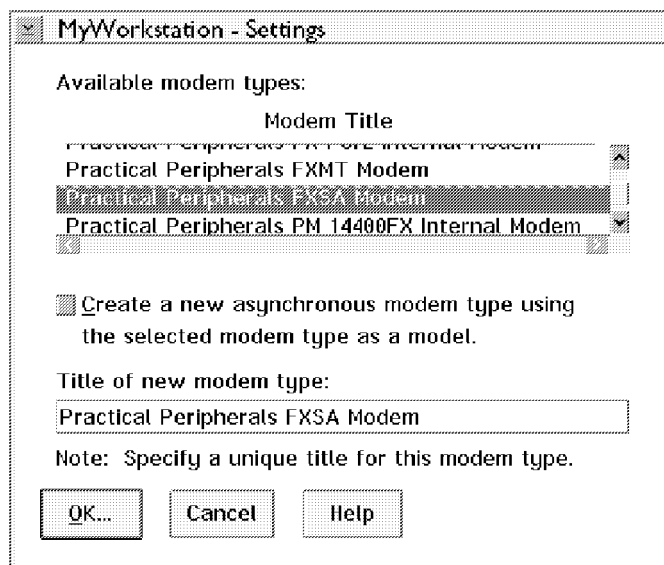 MyWorkstation - Settings
Available modem types:
Modem Title
Practical Peripherals FXMT Modem
Practical Peripherals FXSA Modem
Practical Peripherals PM 14400FX Internal Modem
Create a new asynchronous modem type using
the selected modem type as a model.
Title of new modem type:
Practical Peripherals FXSA Modem
Note: Specify a unique title for this modem type.
OK...
Cancel
Help